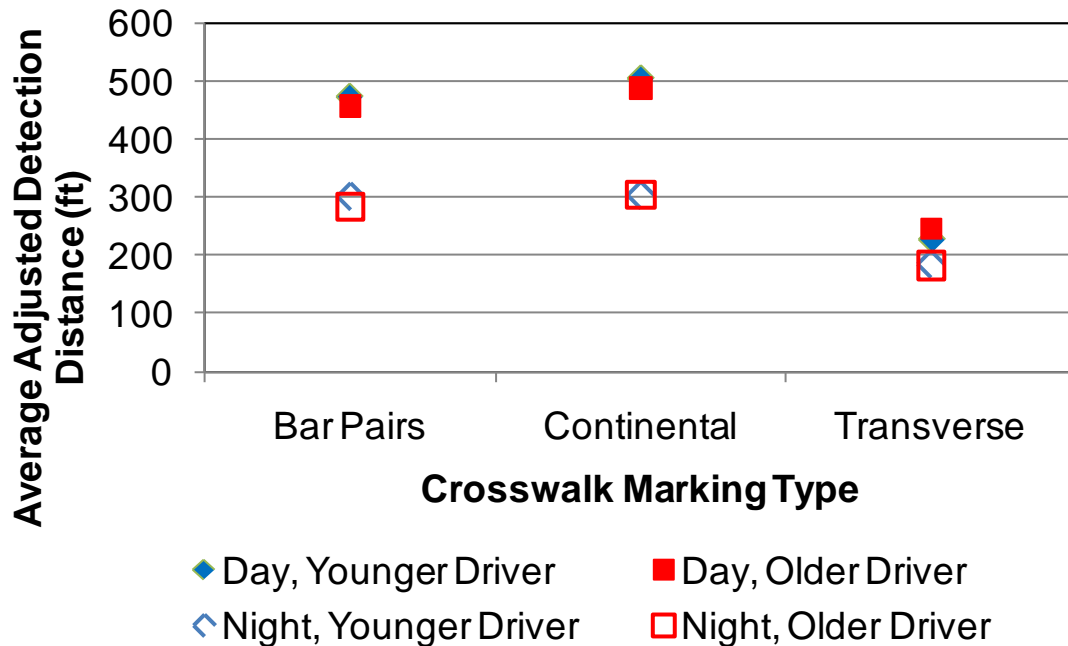 600
500
400
300
200
100
0
Average Adjusted Detection
Distance (ft)
Bar Pairs Continental Transverse
Crosswalk Marking Type
Day, Younger Driver Day, Older Driver
Night, Younger Driver Night, Older Driver